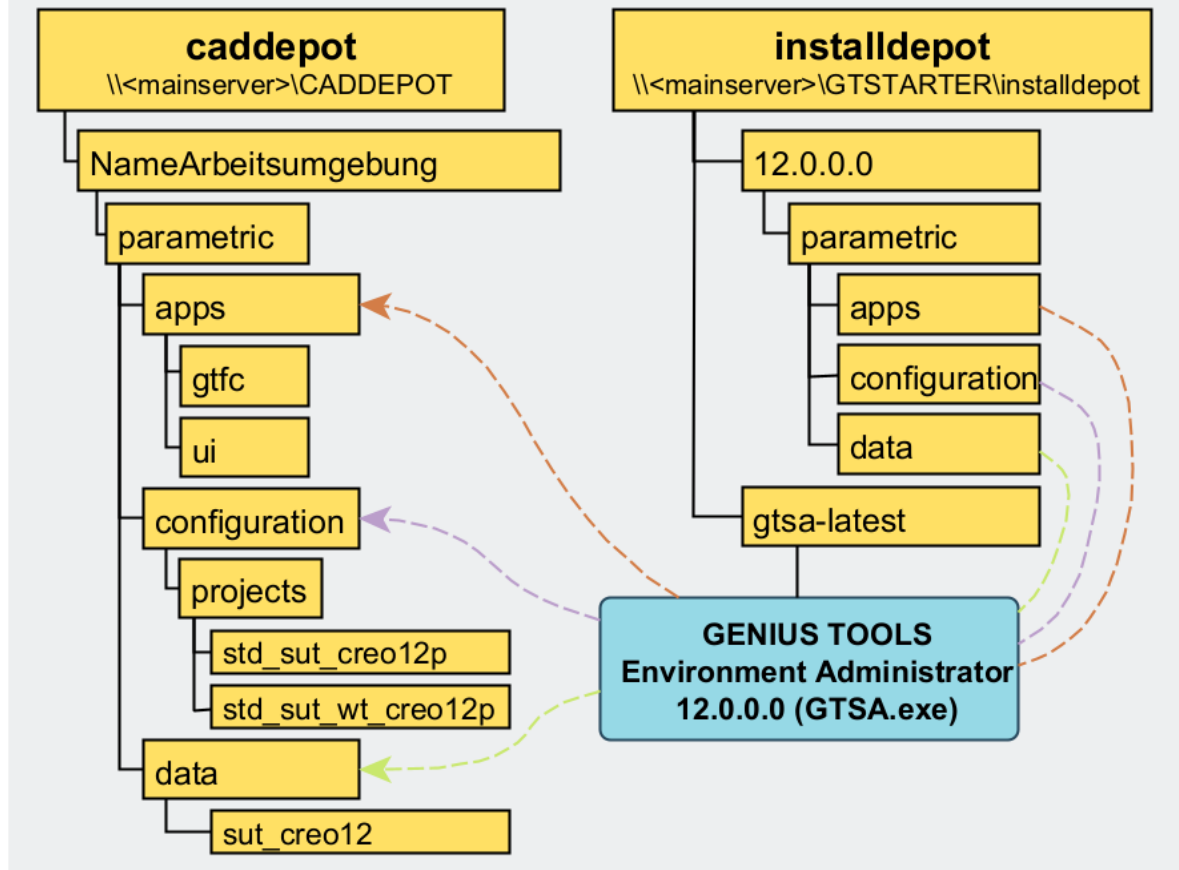 caddepot
\\<mainserver>\CADDEPOT
NameArbeitsumgebung
parametric
apps
gtfc
ui
configuration
projects
std_sut_creo12p
std_sut_wt_creo12p
data
sut_creo12
installdepot
\\<mainserver>\GTSTARTER\installdepot
12.0.0.0
parametric
apps
configuration
data
gtsa-latest
GENIUS TOOLS
Environment Administrator
12.0.0.0 (GTSA.exe)